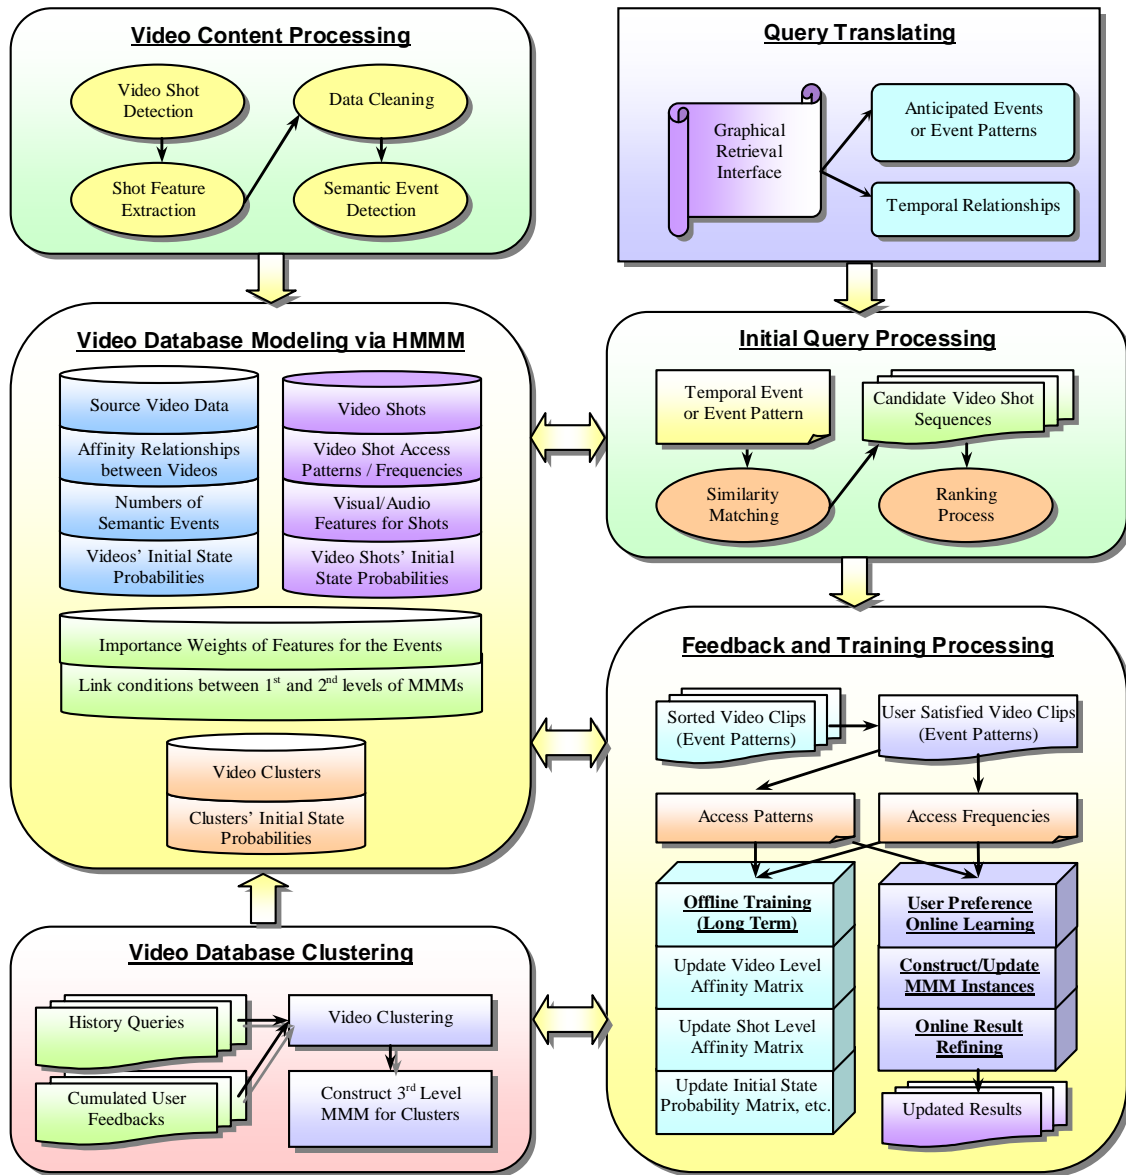 Video Content Processing
Video Shot
Detection
Data Cleaning
Shot Feature
Extraction
Semantic Event
Detection
Query Translating
Graphical
Retrieval
Interface
Anticipated Events
or Event Patterns
Temporal Relationships
Video Database Modeling via HMMM
Source Video Data
Affinity Relationships
between Videos
Numbers of
Semantic Events
Videos’ Initial State
Probabilities
Video Shots
Video Shot Access
Patterns / Frequencies
Visual/Audio
Features for Shots
Video Shots’ Initial
State Probabilities
Importance Weights of Features for the Events
Link conditions between 1st and 2nd levels of MMMs
Video Clusters
Clusters’ Initial State
Probabilities
Initial Query Processing
Temporal Event
or Event Pattern
Candidate Video Shot
Sequences
Similarity
Matching
Ranking
Process
Feedback and Training Processing
Sorted Video Clips
(Event Patterns)
User Satisfied Video Clips
(Event Patterns)
Access Patterns
Access Frequencies
Offline Training
(Long Term)
Update Video Level
Affinity Matrix
Update Shot Level
Affinity Matrix
Update Initial State
Probability Matrix, etc.
User Preference
Online Learning
Construct/Update
MMM Instances
Online Result
Refining
Updated Results
Video Database Clustering
History Queries
Cumulated User
Feedbacks
Video Clustering
Construct 3rd Level
MMM for Clusters